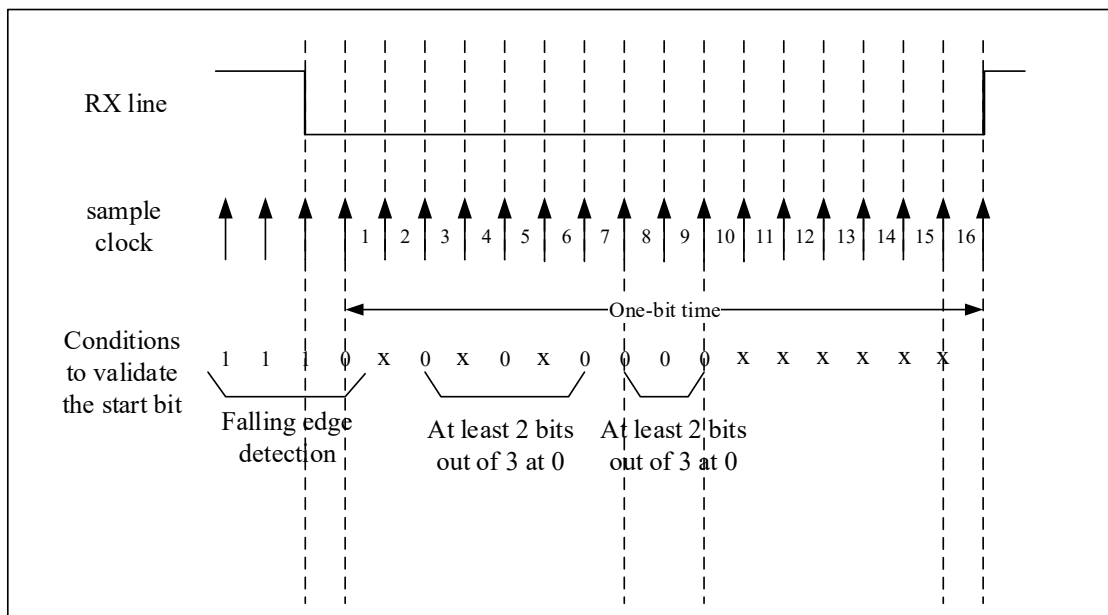 RX line
sample
clock
1 2 3 4 5 6 7 8 9 10 11 12 13 14 15 16
One-bit time
Conditions
to validate
the start bit
1 1 1 0 x 0 x 0 x 0 0 0 0 x x x x x x
Falling edge
detection
At least 2 bits
out of 3 at 0
At least 2 bits
out of 3 at 0